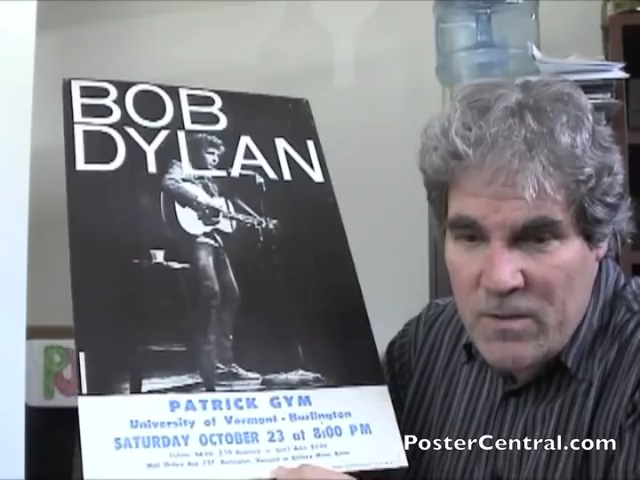 BOB
DYLAN
PATRICK GYM
University of Vermont - Burlington
SATURDAY OCTOBER 23 at 8:00 PM
PosterCentral.com